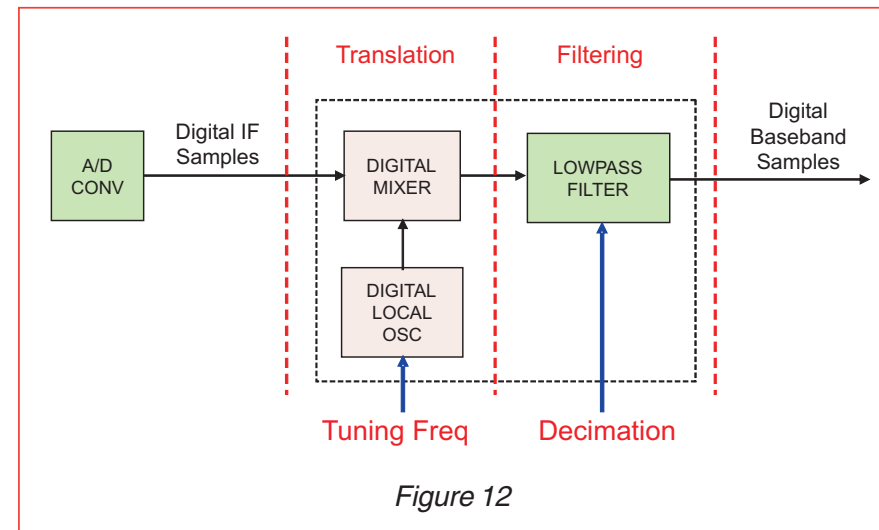 Translation
Filtering
A/D
CONV
Digital IF
Samples
DIGITAL
MIXER
LOWPASS
FILTER
Digital
Baseband
Samples
DIGITAL
LOCAL
OSC
Tuning Freq
Decimation
Figure 12